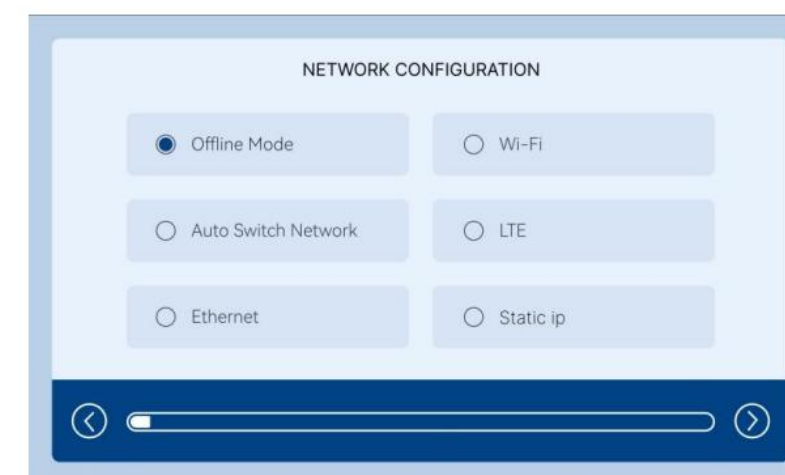 NETWORK CONFIGURATION
Offline Mode
Wi-Fi
Auto Switch Network
LTE
Ethernet
Static ip